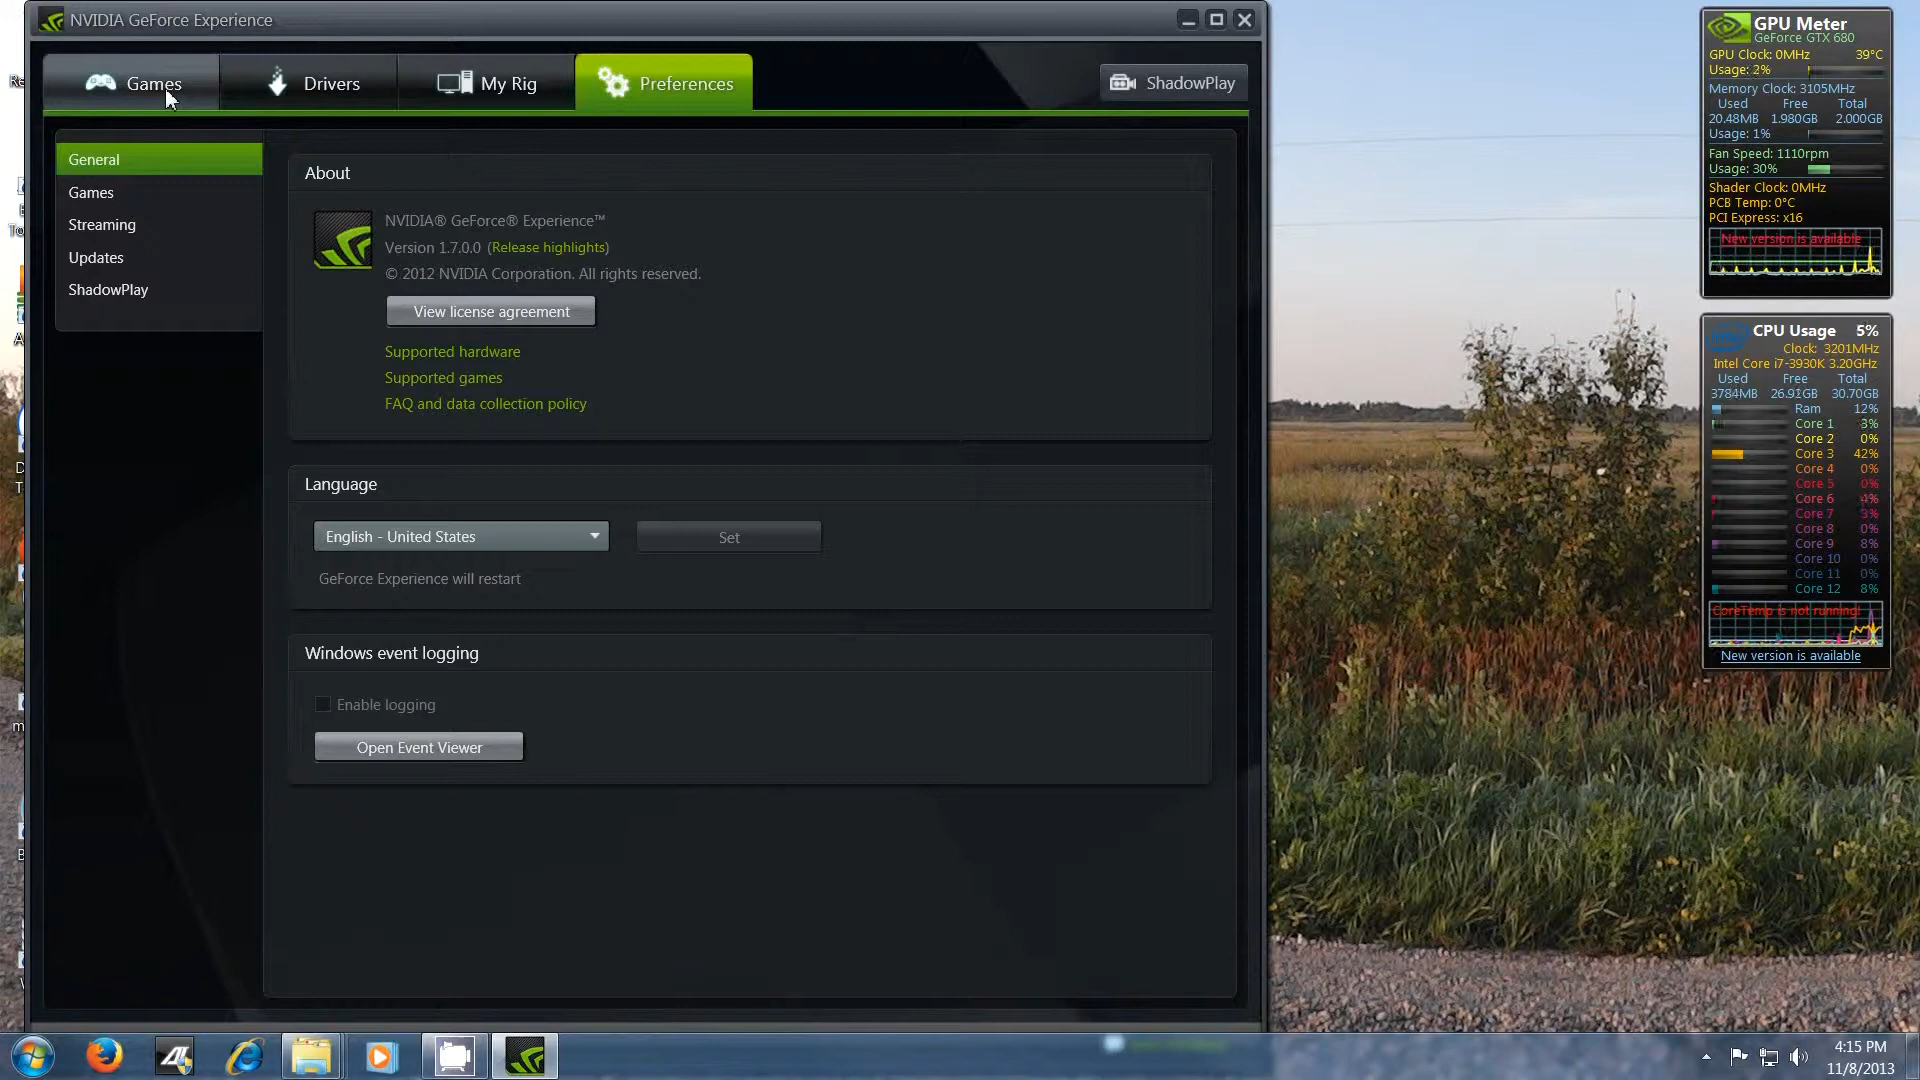 NVIDIA GeForce Experience
Games
Drivers
My Rig
Preferences
ShadowPlay
General
Games
Streaming
Updates
ShadowPlay
About
NVIDIA® GeForce® Experience™
Version 1.7.0.0 (Release highlights)
© 2012 NVIDIA Corporation. All rights reserved.
View license agreement
Supported hardware
Supported games
FAQ and data collection policy
Language
English - United States
Set
GeForce Experience will restart
Windows event logging
Enable logging
Open Event Viewer
GPU Meter
GeForce GTX 680
GPU Clock: 0MHz 39°C
Usage: 2%
Memory Clock: 3105MHz
Used Free Total
20.48MB 1.980GB 2.000GB
Usage: 1%
Fan Speed: 1110rpm
Usage: 30%
Shader Clock: 0MHz
PCB Temp: 0°C
PCI Express: x16
New version is available
CPU Usage 5%
Clock: 3201MHz
Intel Core i7-3930K 3.20GHz
Used Free Total
3784MB 26.92GB 30.70GB
Ram 12%
Core 1 3%
Core 2 0%
Core 3 42%
Core 4 0%
Core 5 0%
Core 6 4%
Core 7 3%
Core 8 0%
Core 9 8%
Core 10 0%
Core 11 0%
Core 12 8%
CoreTemp is not running!
New version is available
4:15 PM
11/8/2013